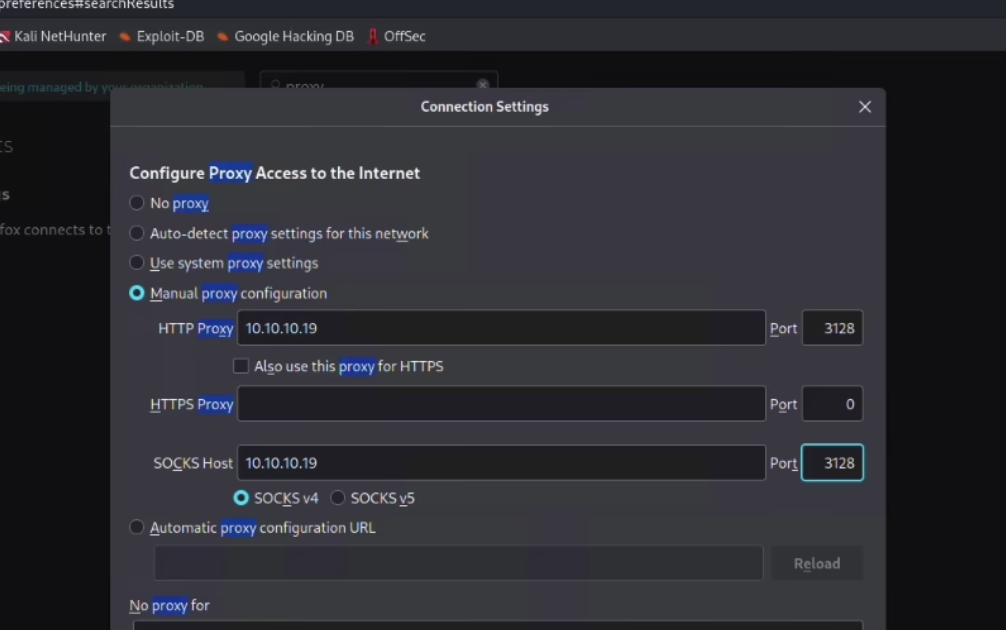 preferences#searchResults
Kali NetHunter Exploit-DB Google Hacking DB OffSec
eing managed by your organization
proxy
Connection Settings
Configure Proxy Access to the Internet
No proxy
Auto-detect proxy settings for this network
Use system proxy settings
fox connects to t
Manual proxy configuration
HTTP Proxy 10.10.10.19 Port 3128
Also use this proxy for HTTPS
HTTPS Proxy Port 0
SOCKS Host 10.10.10.19 Port 3128
SOCKS v4 SOCKS v5
Automatic proxy configuration URL
Reload
No proxy for